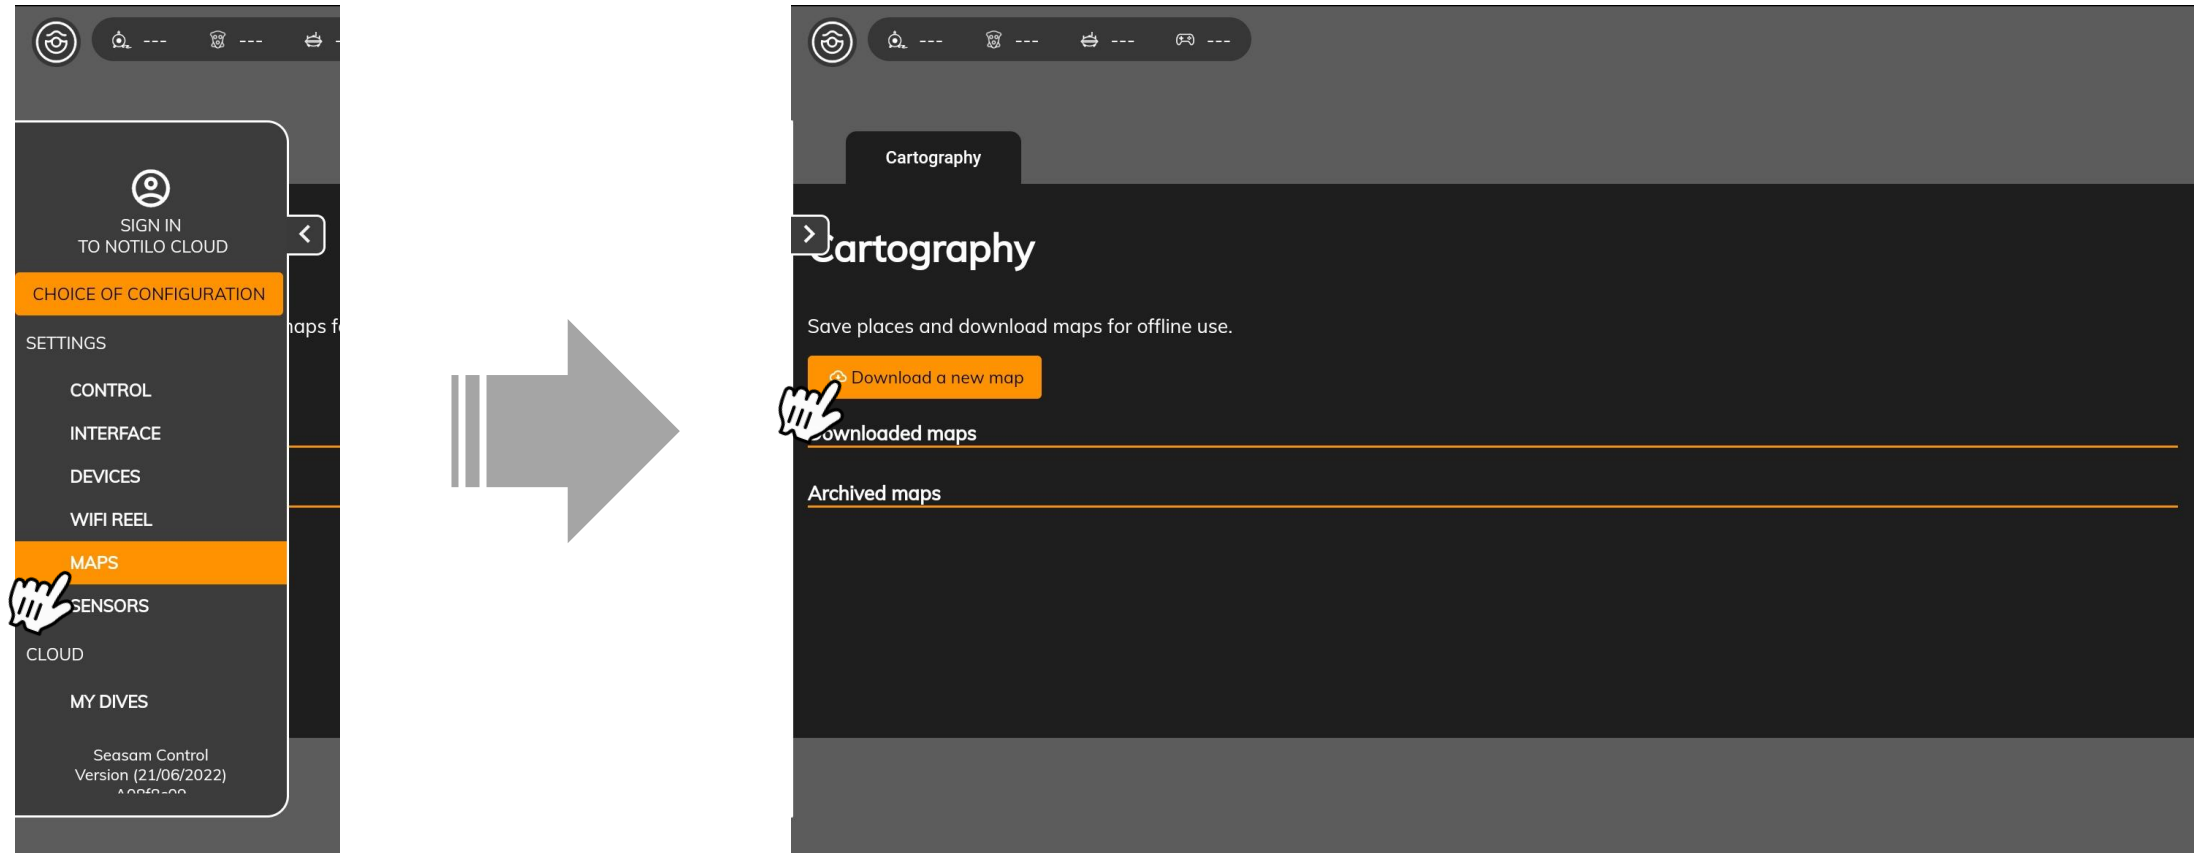 --- --- -
SIGN IN
TO NOTILO CLOUD
CHOICE OF CONFIGURATION
SETTINGS
CONTROL
INTERFACE
DEVICES
WIFI REEL
MAPS
SENSORS
CLOUD
MY DIVES
Seasam Control
Version (21/06/2022)
--- --- --- ---
Cartography
Cartography
Save places and download maps for offline use.
Download a new map
Downloaded maps
Archived maps